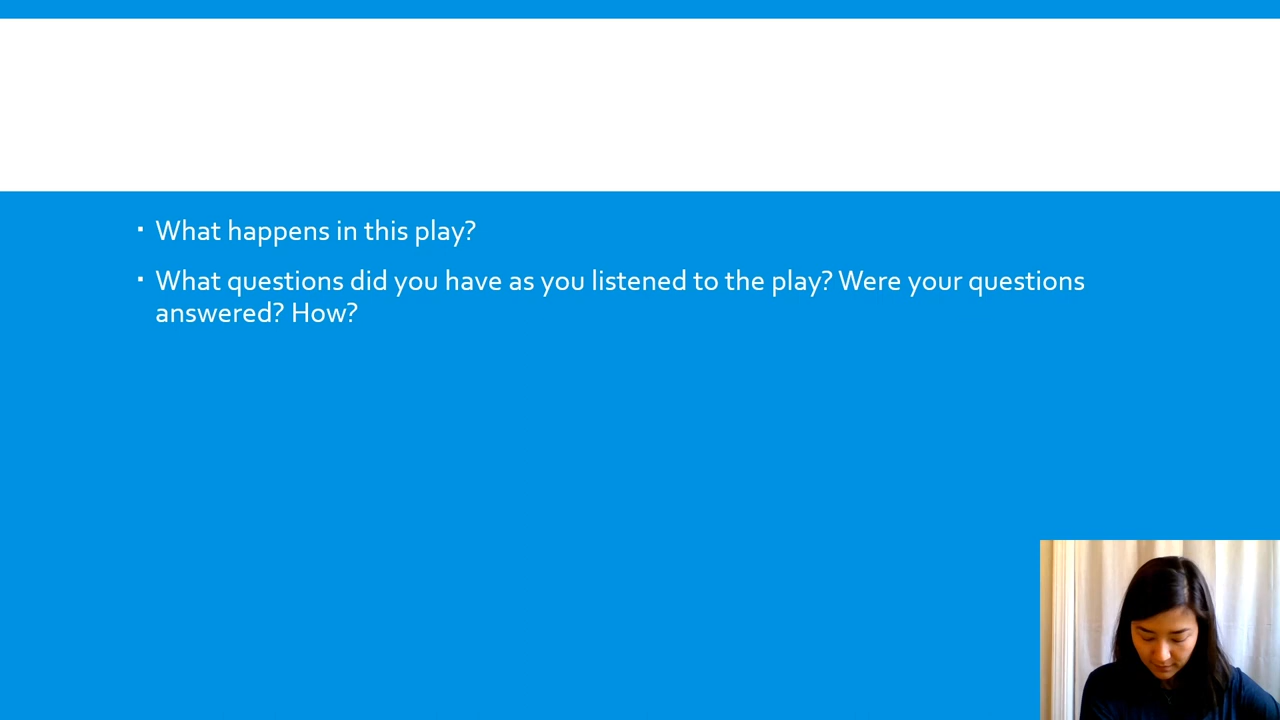 ▪ What happens in this play?
▪ What questions did you have as you listened to the play? Were your questions
answered? How?